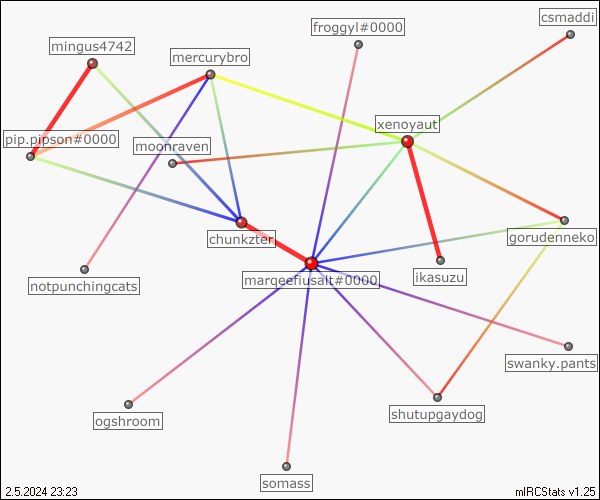 csmaddi
froggyl#0000
mingus4742
mercurybro
xenoyaut
pip.pipson#0000
moonraven
chunkzter
gorudenneko
marqeefiusalt#0000
ikasuzu
notpunchingcats
swanky.pants
shutupgaydog
ogshroom
somass
2.5.2024 23:23
mIRCStats v1.25